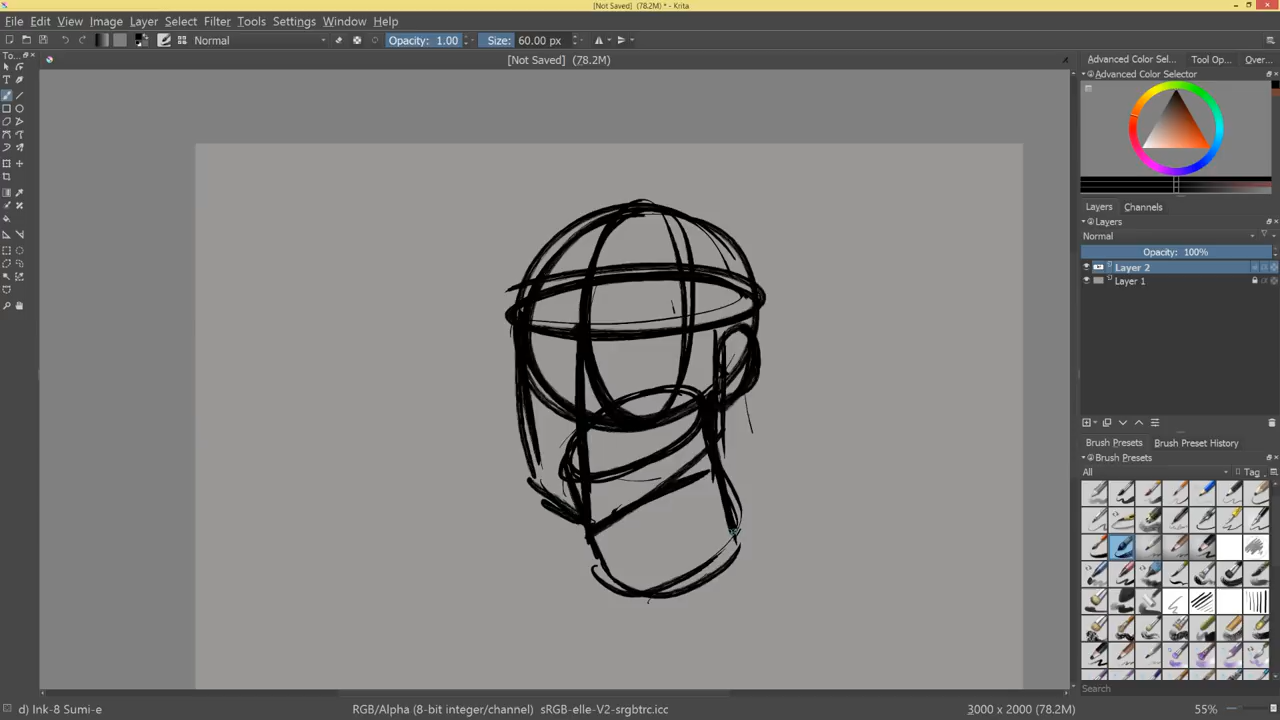 [Not Saved] (78.2M) * - Krita
File Edit View Image Layer Select Filter Tools Settings Window Help
Normal Opacity: 1.00 Size: 60.00 px
To...
[Not Saved] (78.2M)
Advanced Color Sel... Tool Op... Over...
Advanced Color Selector
Layers Channels
Layers
Normal
Opacity: 100%
Layer 2
Layer 1
Brush Presets Brush Preset History
Brush Presets
All Tag
Search
d) Ink-8 Sumi-e RGB/Alpha (8-bit integer/channel) sRGB-elle-V2-srgbtrc.icc 3000 x 2000 (78.2M) 55%